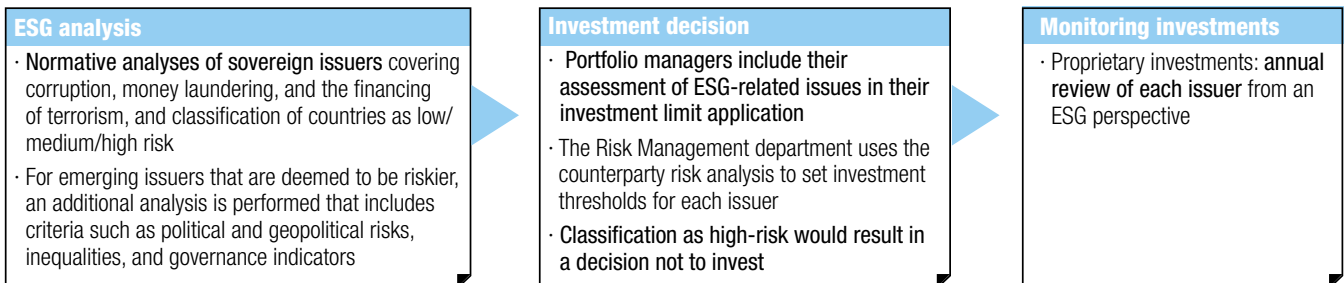 ESG analysis
· Normative analyses of sovereign issuers covering
corruption, money laundering, and the financing
of terrorism, and classification of countries as low/
medium/high risk
· For emerging issuers that are deemed to be riskier,
an additional analysis is performed that includes
criteria such as political and geopolitical risks,
inequalities, and governance indicators
Investment decision
· Portfolio managers include their
assessment of ESG-related issues in their
investment limit application
· The Risk Management department uses the
counterparty risk analysis to set investment
thresholds for each issuer
· Classification as high-risk would result in
a decision not to invest
Monitoring investments
· Proprietary investments: annual
review of each issuer from an
ESG perspective